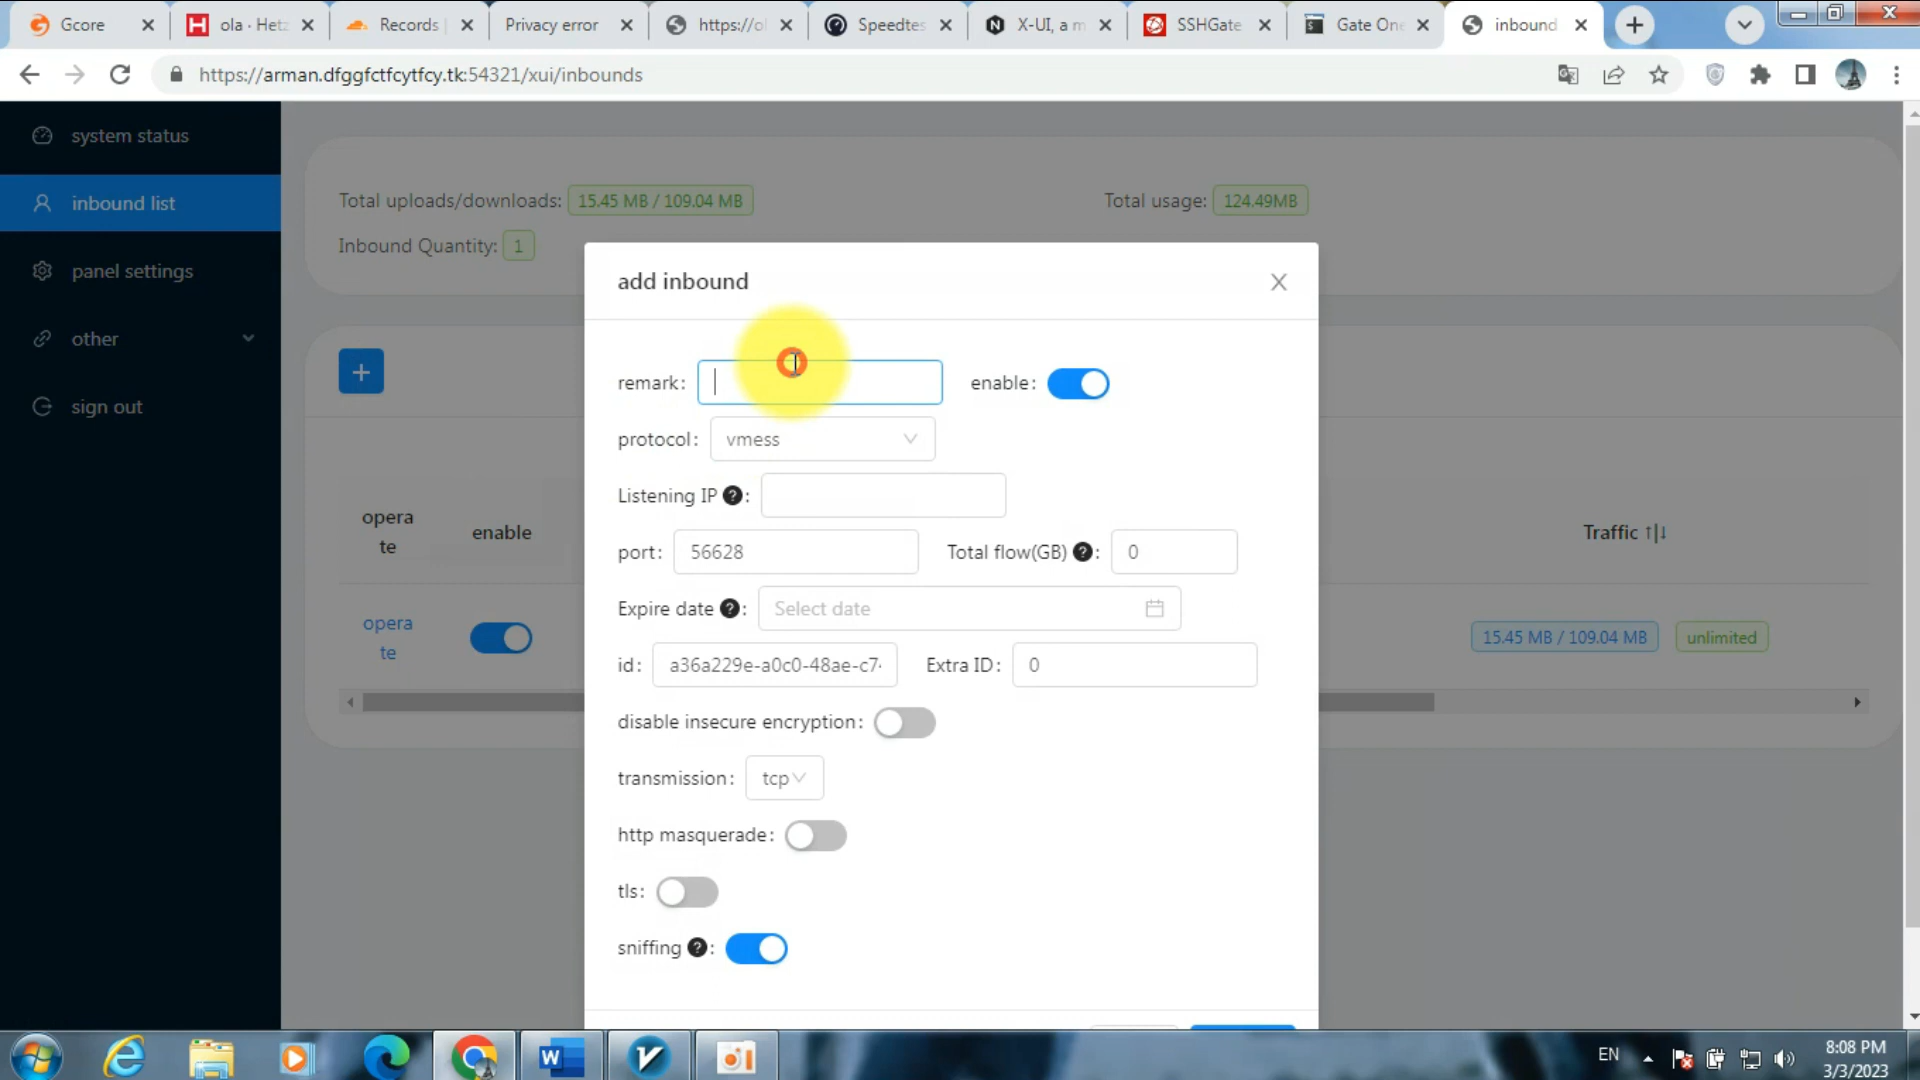 Gcore
ola · Hetz
Records
Privacy error
https://ol
Speedtes
X-UI, a m
SSHGate
Gate One
inbound
https://arman.dfggfctfcytfcy.tk:54321/xui/inbounds
system status
inbound list
panel settings
other
sign out
Total uploads/downloads: 15.45 MB / 109.04 MB
Total usage: 124.49MB
Inbound Quantity: 1
add inbound
remark:
enable:
protocol: vmess
Listening IP ? :
port: 56628
Total flow(GB) ? : 0
Expire date ? : Select date
id: a36a229e-a0c0-48ae-c7
Extra ID: 0
disable insecure encryption:
transmission: tcp
http masquerade:
tls:
sniffing ? :
opera
te
enable
Traffic
opera
te
15.45 MB / 109.04 MB
unlimited
EN
8:08 PM
3/3/2023